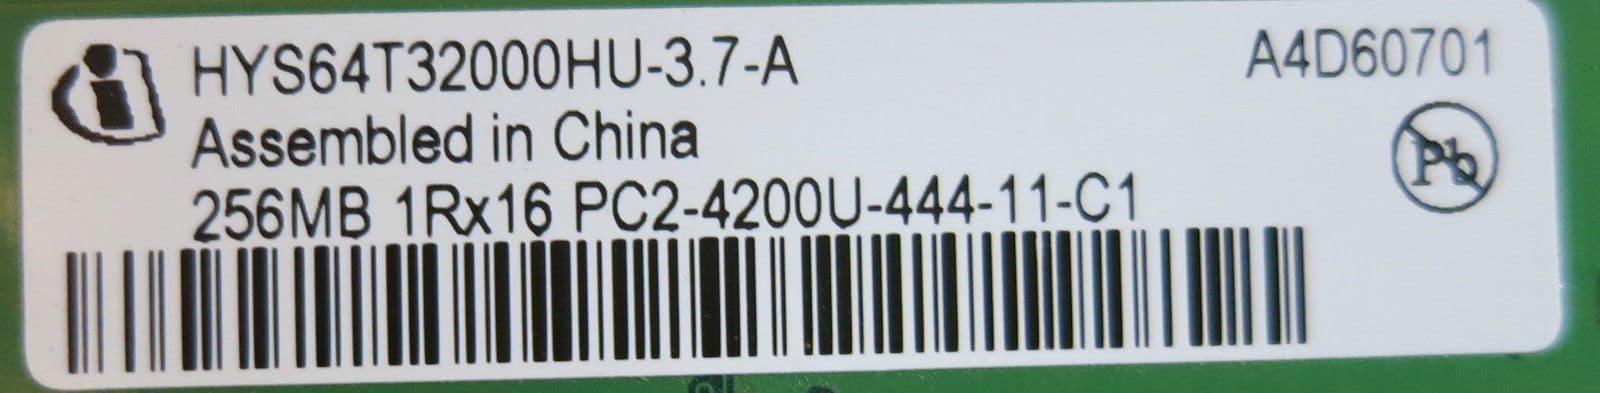 HYS64T32000HU-3.7-A A4D60701
Assembled in China
Pb
256MB 1Rx16 PC2-4200U-444-11-C1